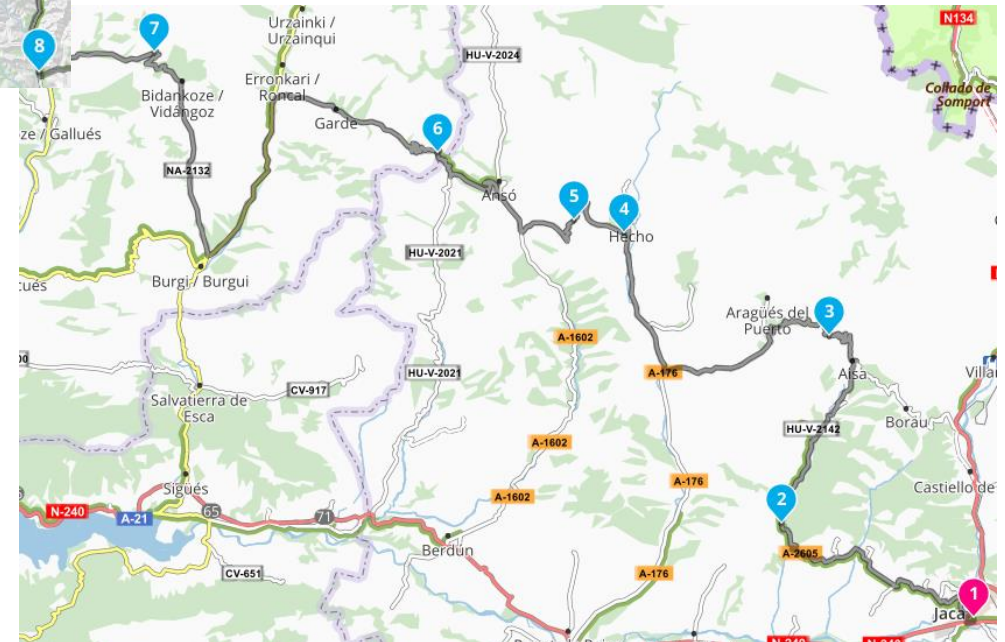 N134
7
Urzainki /
Urzainqui
8
HU-V-2024
Collado de
Somport
Erronkari /
Roncal
Bidankoze /
Vidángoz
Garde
6
ze / Gallués
NA-2132
Ansó
5
4
Hecho
HU-V-2021
Burgi / Burgui
Aragüés del
Puerto
3
A-1602
A-176
Aísa
HU-V-2021
CV-917
Salvatierra de
Esca
Borau
HU-V-2142
A-1602
Sigüés
A-1602
A-176
Castiello de
2
N-240
A-21
65
71
Berdún
A-2605
CV-651
A-176
1
Jaca